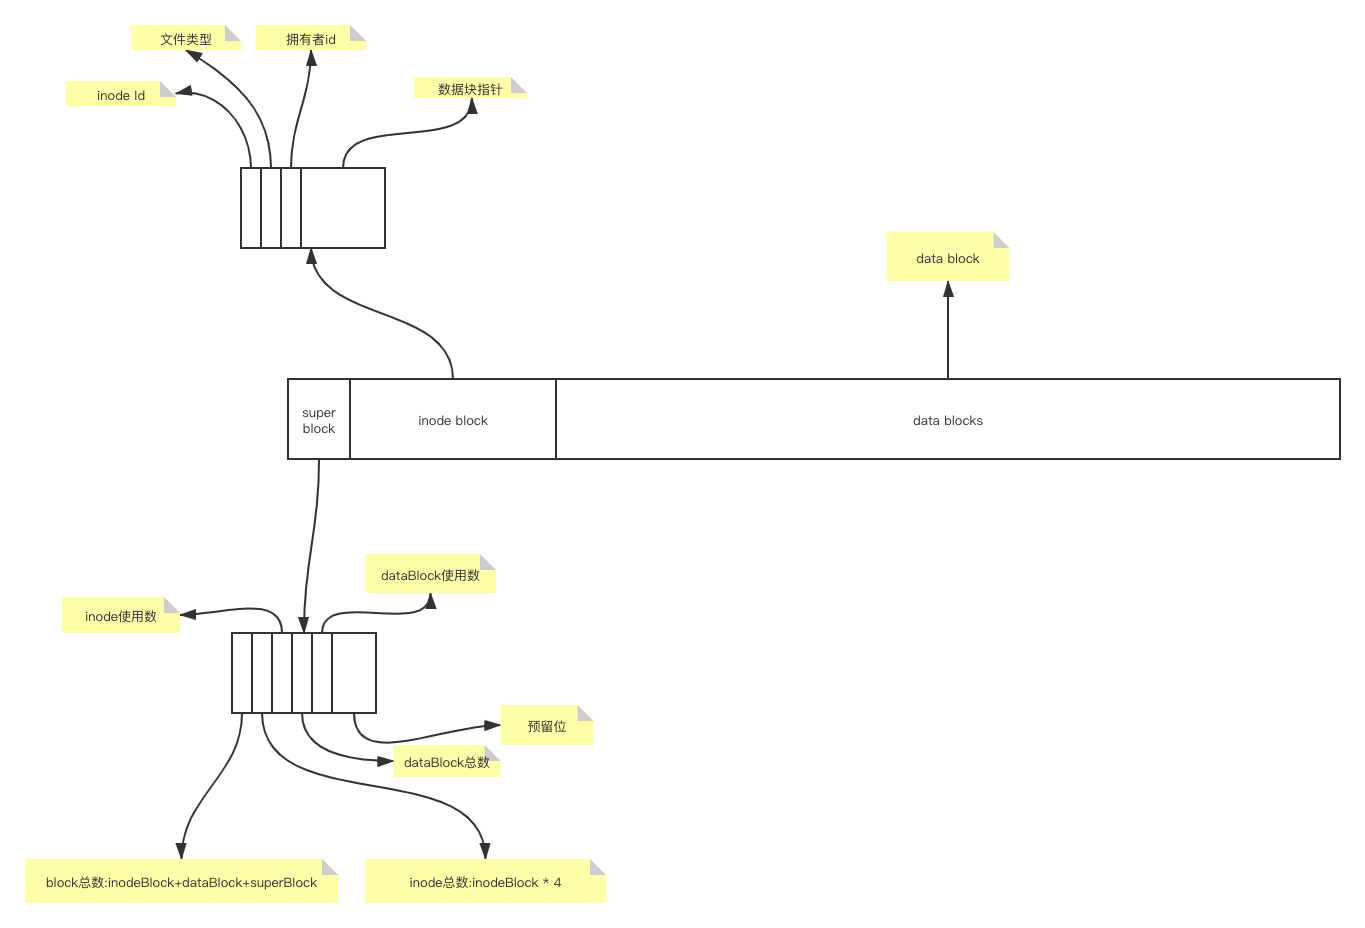 文件类型
拥有者id
inode Id
数据块指针
data block
super
block
inode block
data blocks
dataBlock使用数
inode使用数
预留位
dataBlock总数
block总数:inodeBlock+dataBlock+superBlock
inode总数:inodeBlock * 4